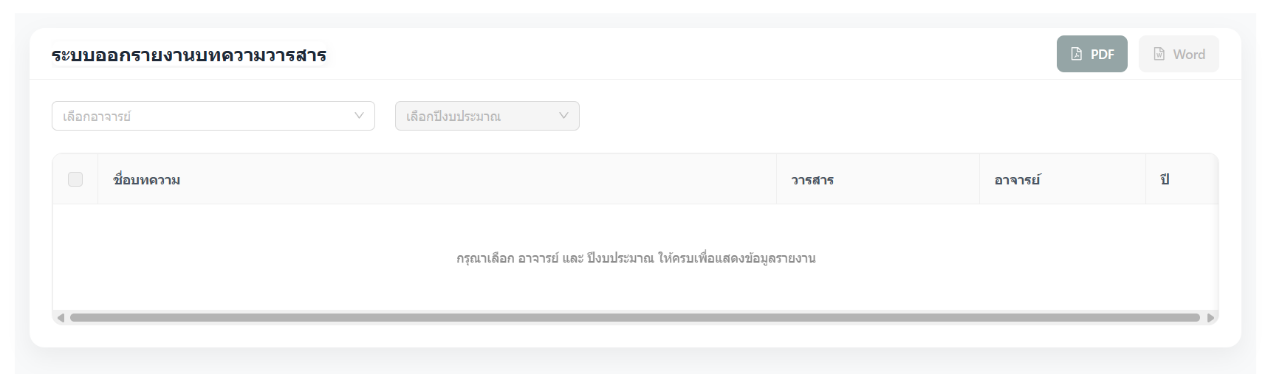 ระบบออกรายงานบทความวารสาร
PDF
Word
เลือกอาจารย์
เลือกปีงบประมาณ
ชื่อบทความ
วารสาร
อาจารย์
ปี
กรุณาเลือก อาจารย์ และ ปีงบประมาณ ให้ครบเพื่อแสดงข้อมูลรายงาน